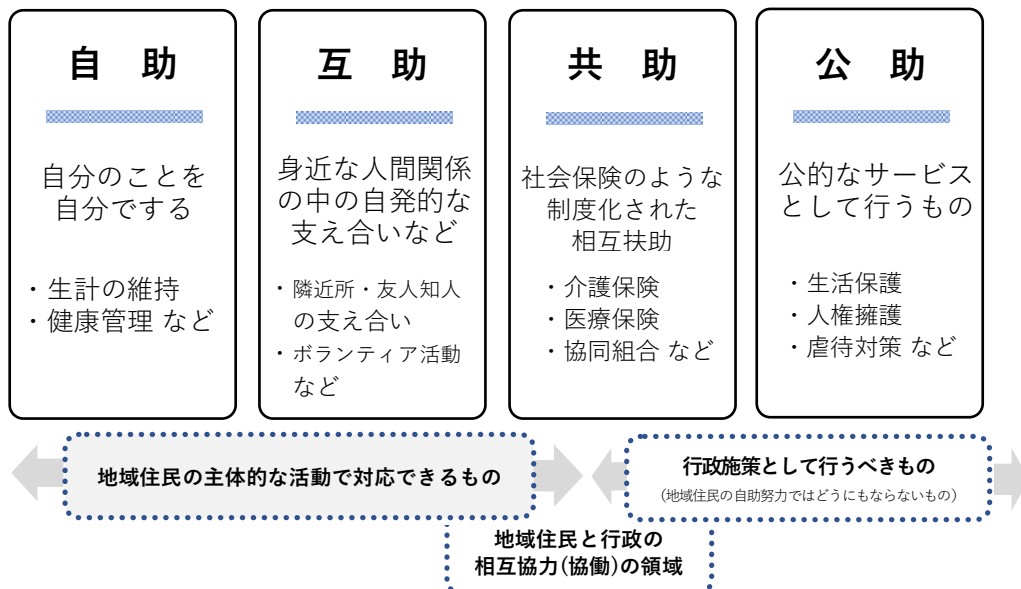 自　助
自分のことを
自分でする
・生計の維持
・健康管理 など
互　助
身近な人間関係
の中の自発的な
支え合いなど
・隣近所・友人知人
の支え合い
・ボランティア活動
など
共　助
社会保険のような
制度化された
相互扶助
・介護保険
・医療保険
・協同組合 など
公　助
公的なサービス
として行うもの
・生活保護
・人権擁護
・虐待対策 など
地域住民の主体的な活動で対応できるもの
行政施策として行うべきもの
(地域住民の自助努力ではどうにもならないもの)
地域住民と行政の
相互協力(協働)の領域